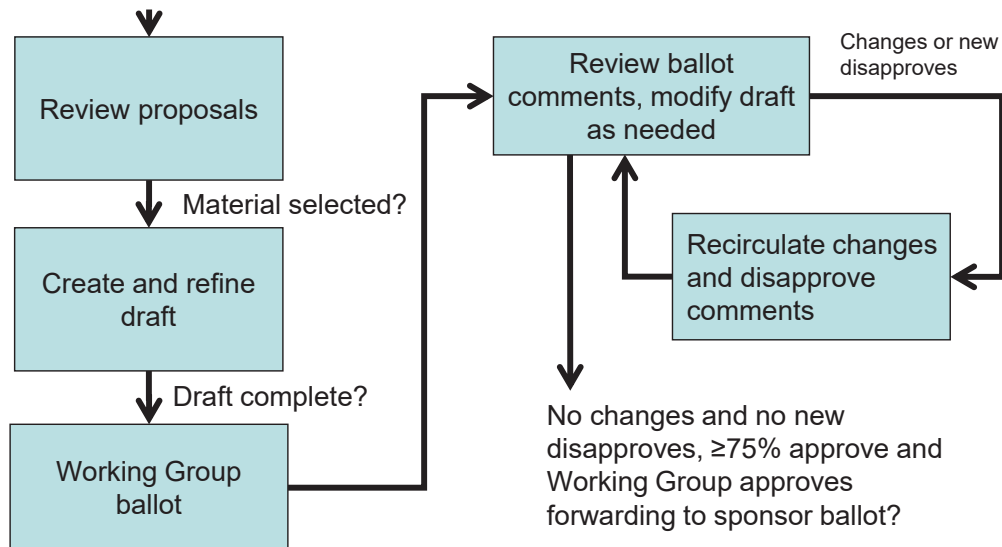 Review proposals
Material selected?
Create and refine
draft
Draft complete?
Working Group
ballot
Review ballot
comments, modify draft
as needed
Changes or new
disapproves
Recirculate changes
and disapprove
comments
No changes and no new
disapproves, ≥75% approve and
Working Group approves
forwarding to sponsor ballot?